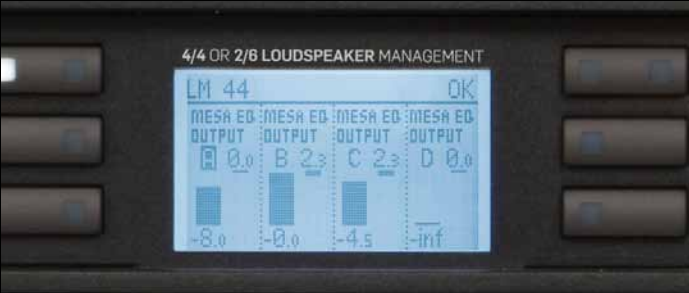 4/4 OR 2/6 LOUDSPEAKER MANAGEMENT
LM 44 OK
MESA EQ MESA EQ MESA EQ MESA EQ
OUTPUT OUTPUT OUTPUT OUTPUT
A 0.0 B 2.3 C 2.3 D 0.0
-8.0 -0.0 -4.5 -inf